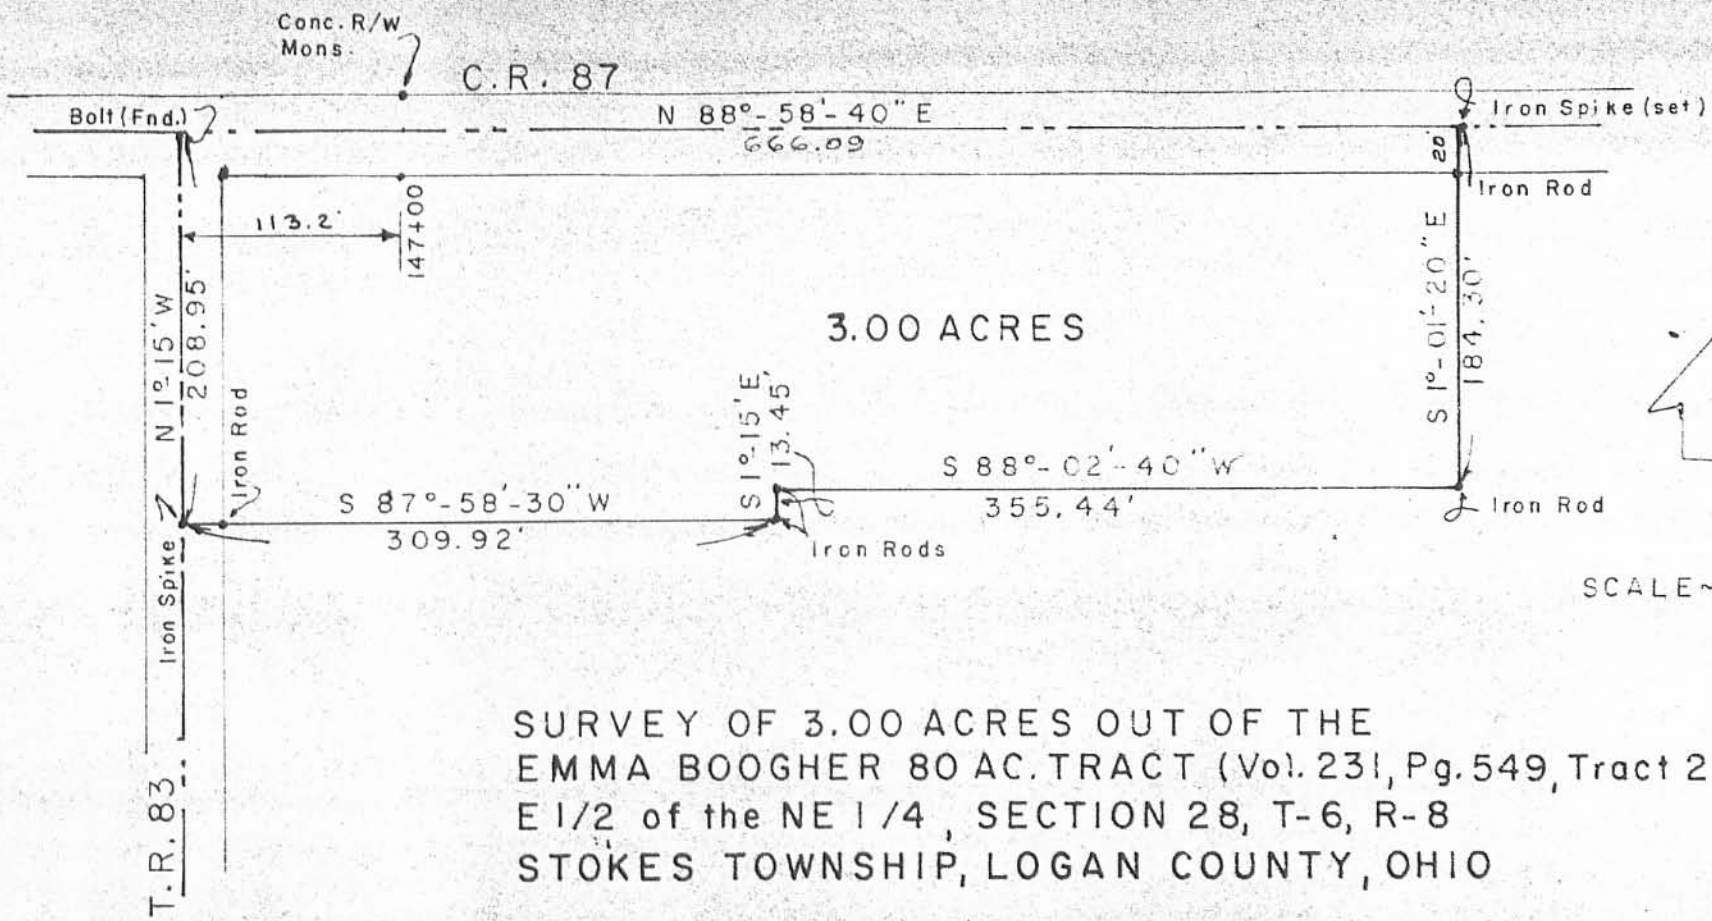 Conc. R/W
Mons.
C.R. 87
Bolt (Fnd.)
N 88°-58'-40" E
666.09
Iron Spike (set)
20'
Iron Rod
113.2'
147+00
N 1°-15' W
208.95'
Iron Rod
3.00 ACRES
S 1°-01'-20" E
184.30'
S 1°-15' E
13.45'
S 88°-02'-40" W
355.44'
S 87°-58'-30" W
309.92'
Iron Rods
Iron Rod
Iron Spike
SCALE~
T.R. 83
SURVEY OF 3.00 ACRES OUT OF THE
EMMA BOOGHER 80 AC. TRACT (Vol. 231, Pg. 549, Tract 2
E 1/2 of the NE 1/4, SECTION 28, T-6, R-8
STOKES TOWNSHIP, LOGAN COUNTY, OHIO